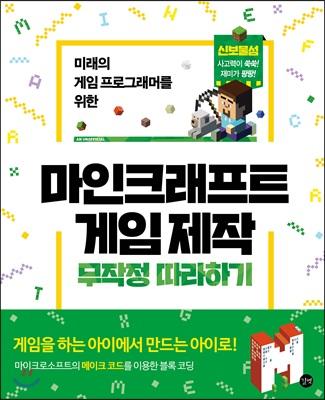 미래의
게임 프로그래머를
위한
신보물섬
사고력이 쑥쑥!
재미가 팡팡!
AN UNOFFICIAL
마인크래프트
게임 제작
무작정 따라하기
게임을 하는 아이에서 만드는 아이로!
마이크로소프트의 메이크 코드를 이용한 블록 코딩
길벗